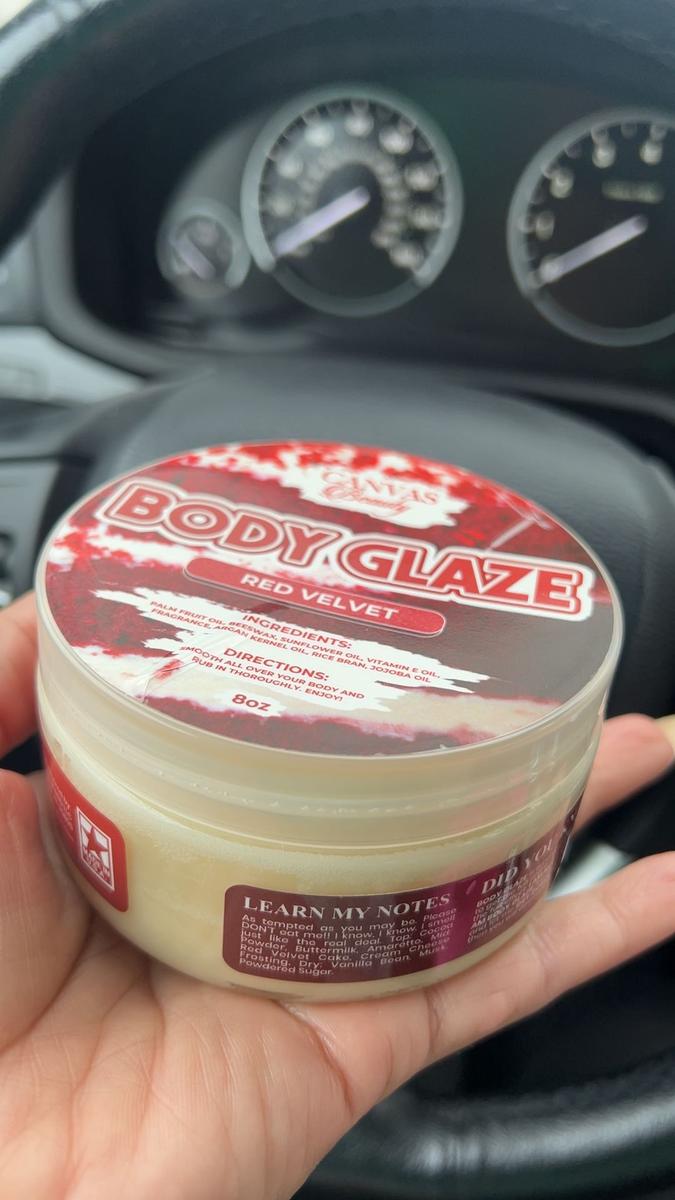 CANVAS
Beauty
BODY GLAZE
RED VELVET
INGREDIENTS:
PALM FRUIT OIL, BEESWAX, SUNFLOWER OIL, VITAMIN E OIL,
FRAGRANCE, ARGAN KERNEL OIL, RICE BRAN, JOJOBA OIL
DIRECTIONS:
SMOOTH ALL OVER YOUR BODY AND
RUB IN THOROUGHLY. ENJOY!
8oz
LEARN MY NOTES
As tempted as you may be. Please
DON'T eat me!! I know, I know, I smell
just like the real deal. Top: Cocoa
Powder, Buttermilk, Amaretto, Mid:
Red Velvet Cake, Cream Cheese
Frosting. Dry: Vanilla Bean, Musk,
Powdered Sugar.
DID YOU
BODY GLAZE